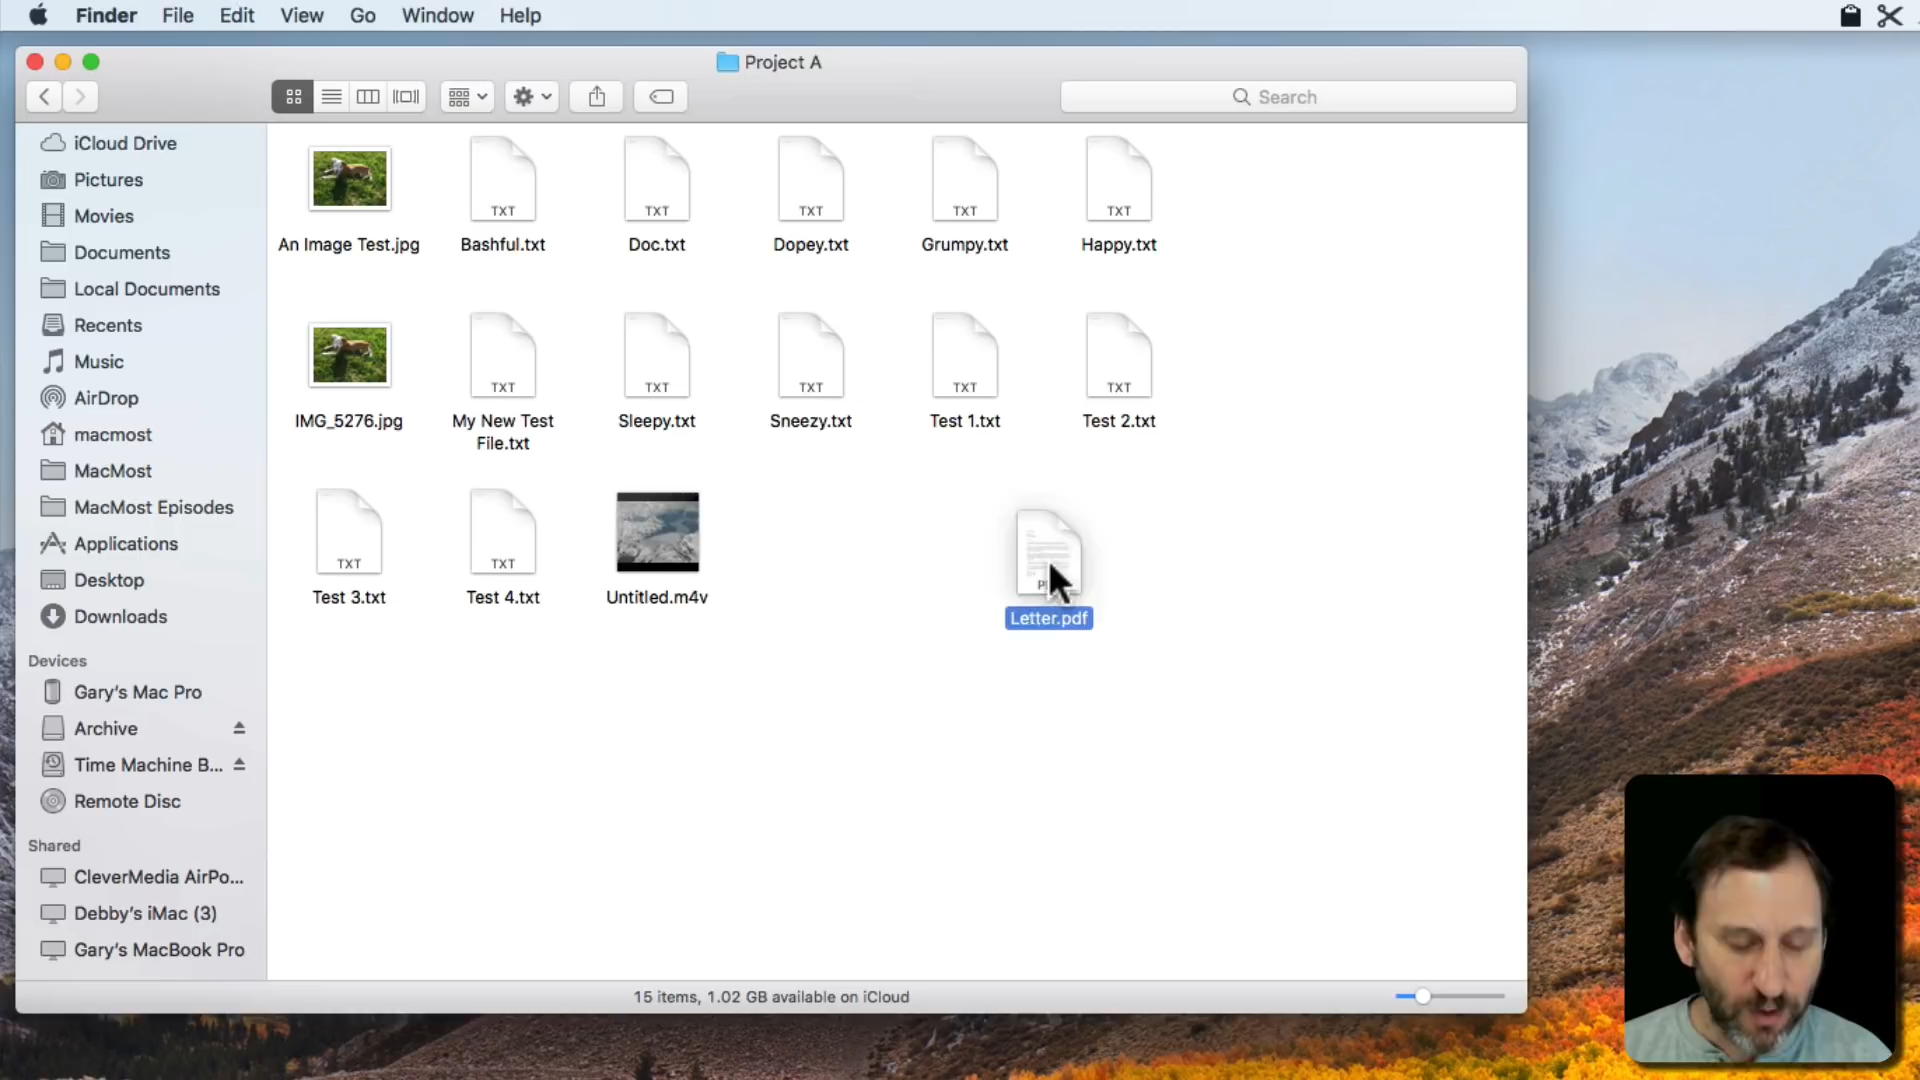 Finder File Edit View Go Window Help
Project A
Search
iCloud Drive
Pictures
Movies
Documents
Local Documents
Recents
Music
AirDrop
macmost
MacMost
MacMost Episodes
Applications
Desktop
Downloads
Devices
Gary's Mac Pro
Archive
Time Machine B...
Remote Disc
Shared
CleverMedia AirPo...
Debby's iMac (3)
Gary's MacBook Pro
TXT TXT TXT TXT TXT
An Image Test.jpg Bashful.txt Doc.txt Dopey.txt Grumpy.txt Happy.txt
TXT TXT TXT TXT TXT
IMG_5276.jpg My New Test Sleepy.txt Sneezy.txt Test 1.txt Test 2.txt
File.txt
TXT TXT
Test 3.txt Test 4.txt Untitled.m4v
Letter.pdf
15 items, 1.02 GB available on iCloud